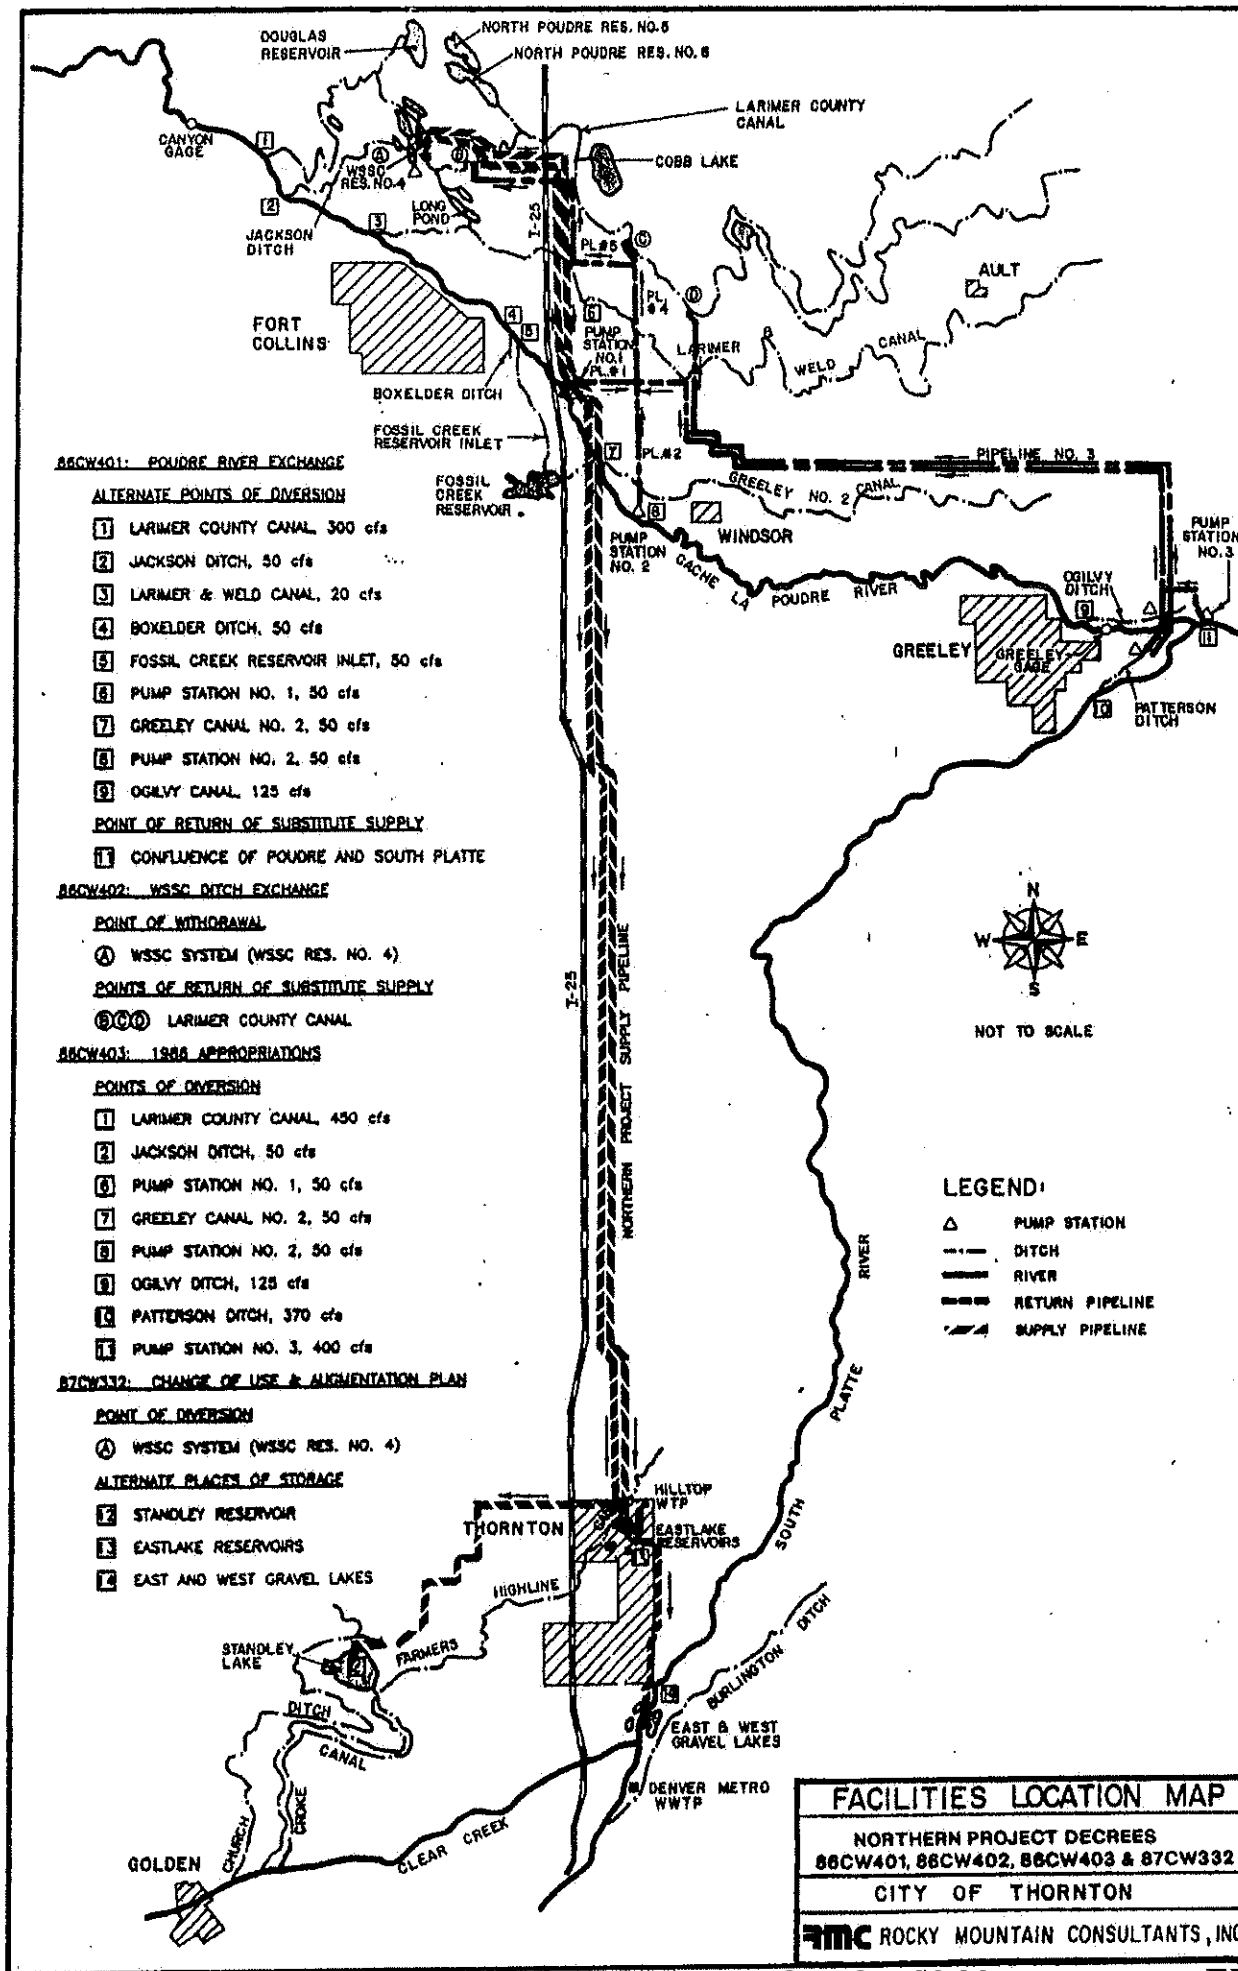 DOUGLAS
RESERVOIR
NORTH POUDRE RES. NO. 5
NORTH POUDRE RES. NO. 6
LARIMER COUNTY
CANAL
CANYON
GAGE
1
A
WSSC
RES. NO. 4
B
COBB LAKE
2
JACKSON
DITCH
3
LONG
POND
I-25
PL #5
C
D
AULT
FORT
COLLINS
4
5
6
PUMP
STATION
NO. 1
PL #1
PL
#4
LARIMER
&
WELD
CANAL
BOXELDER DITCH
FOSSIL CREEK
RESERVOIR INLET
7
PL #2
PIPELINE NO. 3
GREELEY NO. 2 CANAL
FOSSIL
CREEK
RESERVOIR
8
PUMP
STATION
NO. 2
WINDSOR
CACHE LA POUDRE RIVER
PUMP
STATION
NO. 3
OGILVY
DITCH
9
11
GREELEY
GREELEY
GAGE
10
PATTERSON
DITCH
86CW401: POUDRE RIVER EXCHANGE
ALTERNATE POINTS OF DIVERSION
1 LARIMER COUNTY CANAL, 300 cfs
2 JACKSON DITCH, 50 cfs
3 LARIMER & WELD CANAL, 20 cfs
4 BOXELDER DITCH, 50 cfs
5 FOSSIL CREEK RESERVOIR INLET, 50 cfs
6 PUMP STATION NO. 1, 50 cfs
7 GREELEY CANAL NO. 2, 50 cfs
8 PUMP STATION NO. 2, 50 cfs
9 OGILVY CANAL, 125 cfs
POINT OF RETURN OF SUBSTITUTE SUPPLY
11 CONFLUENCE OF POUDRE AND SOUTH PLATTE
86CW402: WSSC DITCH EXCHANGE
POINT OF WITHDRAWAL
A WSSC SYSTEM (WSSC RES. NO. 4)
POINTS OF RETURN OF SUBSTITUTE SUPPLY
B C D LARIMER COUNTY CANAL
86CW403: 1986 APPROPRIATIONS
POINTS OF DIVERSION
1 LARIMER COUNTY CANAL, 450 cfs
2 JACKSON DITCH, 50 cfs
6 PUMP STATION NO. 1, 50 cfs
7 GREELEY CANAL NO. 2, 50 cfs
8 PUMP STATION NO. 2, 50 cfs
9 OGILVY DITCH, 125 cfs
10 PATTERSON DITCH, 370 cfs
11 PUMP STATION NO. 3, 400 cfs
87CW332: CHANGE OF USE & AUGMENTATION PLAN
POINT OF DIVERSION
A WSSC SYSTEM (WSSC RES. NO. 4)
ALTERNATE PLACES OF STORAGE
12 STANDLEY RESERVOIR
13 EASTLAKE RESERVOIRS
14 EAST AND WEST GRAVEL LAKES
I-25
NORTHERN PROJECT SUPPLY PIPELINE
N
W E
S
NOT TO SCALE
LEGEND:
PUMP STATION
DITCH
RIVER
RETURN PIPELINE
SUPPLY PIPELINE
SOUTH PLATTE RIVER
HILLTOP
WTP
THORNTON
EASTLAKE
RESERVOIRS
13
FARMERS HIGHLINE
STANDLEY
LAKE
12
DITCH
CANAL
CHURCH
CROKE
BURLINGTON DITCH
14
EAST & WEST
GRAVEL LAKES
DENVER METRO
WWTP
CLEAR CREEK
GOLDEN
FACILITIES LOCATION MAP
NORTHERN PROJECT DECREES
86CW401, 86CW402, 86CW403 & 87CW332
CITY OF THORNTON
RMC ROCKY MOUNTAIN CONSULTANTS, INC